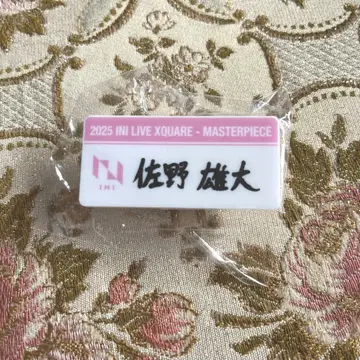 2025 INI LIVE XQUARE - MASTERPIECE
佐野 雄大
INI